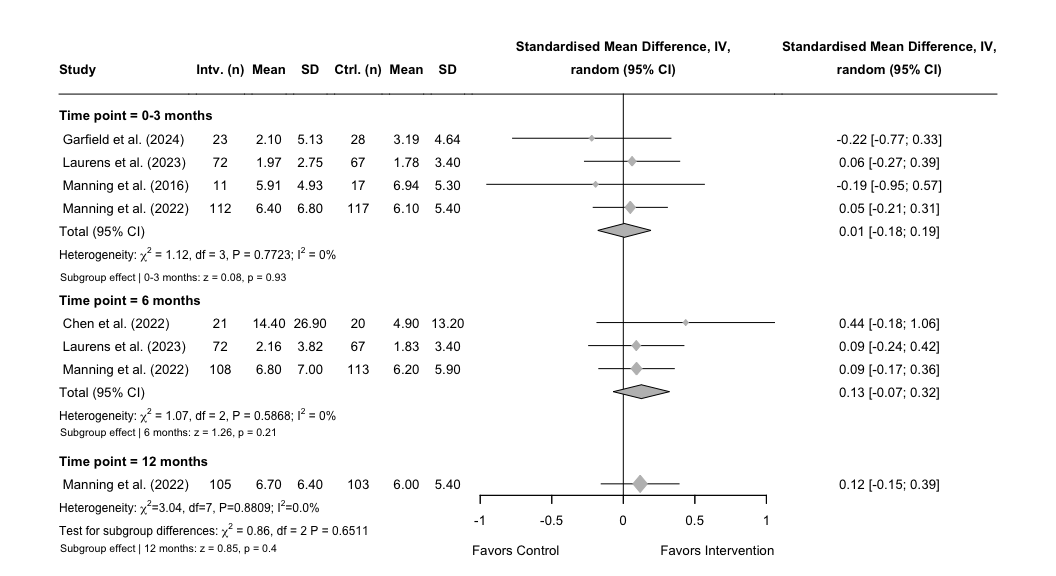 Standardised Mean Difference, IV, Standardised Mean Difference, IV,
Study Intv. (n) Mean SD Ctrl. (n) Mean SD random (95% CI) random (95% CI)
Time point = 0-3 months
Garfield et al. (2024) 23 2.10 5.13 28 3.19 4.64 -0.22 [-0.77; 0.33]
Laurens et al. (2023) 72 1.97 2.75 67 1.78 3.40 0.06 [-0.27; 0.39]
Manning et al. (2016) 11 5.91 4.93 17 6.94 5.30 -0.19 [-0.95; 0.57]
Manning et al. (2022) 112 6.40 6.80 117 6.10 5.40 0.05 [-0.21; 0.31]
Total (95% CI) 0.01 [-0.18; 0.19]
Heterogeneity: χ² = 1.12, df = 3, P = 0.7723; I² = 0%
Subgroup effect | 0-3 months: z = 0.08, p = 0.93
Time point = 6 months
Chen et al. (2022) 21 14.40 26.90 20 4.90 13.20 0.44 [-0.18; 1.06]
Laurens et al. (2023) 72 2.16 3.82 67 1.83 3.40 0.09 [-0.24; 0.42]
Manning et al. (2022) 108 6.80 7.00 113 6.20 5.90 0.09 [-0.17; 0.36]
Total (95% CI) 0.13 [-0.07; 0.32]
Heterogeneity: χ² = 1.07, df = 2, P = 0.5868; I² = 0%
Subgroup effect | 6 months: z = 1.26, p = 0.21
Time point = 12 months
Manning et al. (2022) 105 6.70 6.40 103 6.00 5.40 0.12 [-0.15; 0.39]
Heterogeneity: χ²=3.04, df=7, P=0.8809; I²=0.0%
-1 -0.5 0 0.5 1
Test for subgroup differences: χ² = 0.86, df = 2 P = 0.6511
Subgroup effect | 12 months: z = 0.85, p = 0.4 Favors Control Favors Intervention